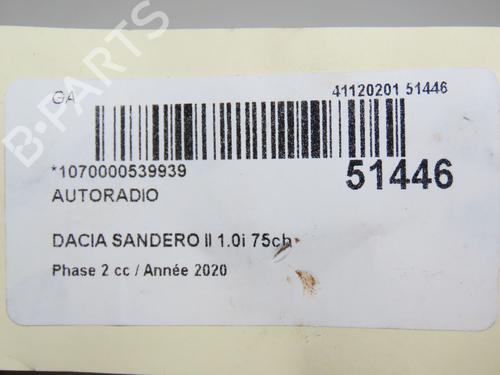 B-PARTS
GA
41120201 51446
*1070000539939
51446
AUTORADIO
DACIA SANDERO II 1.0i 75ch
Phase 2 cc / Année 2020